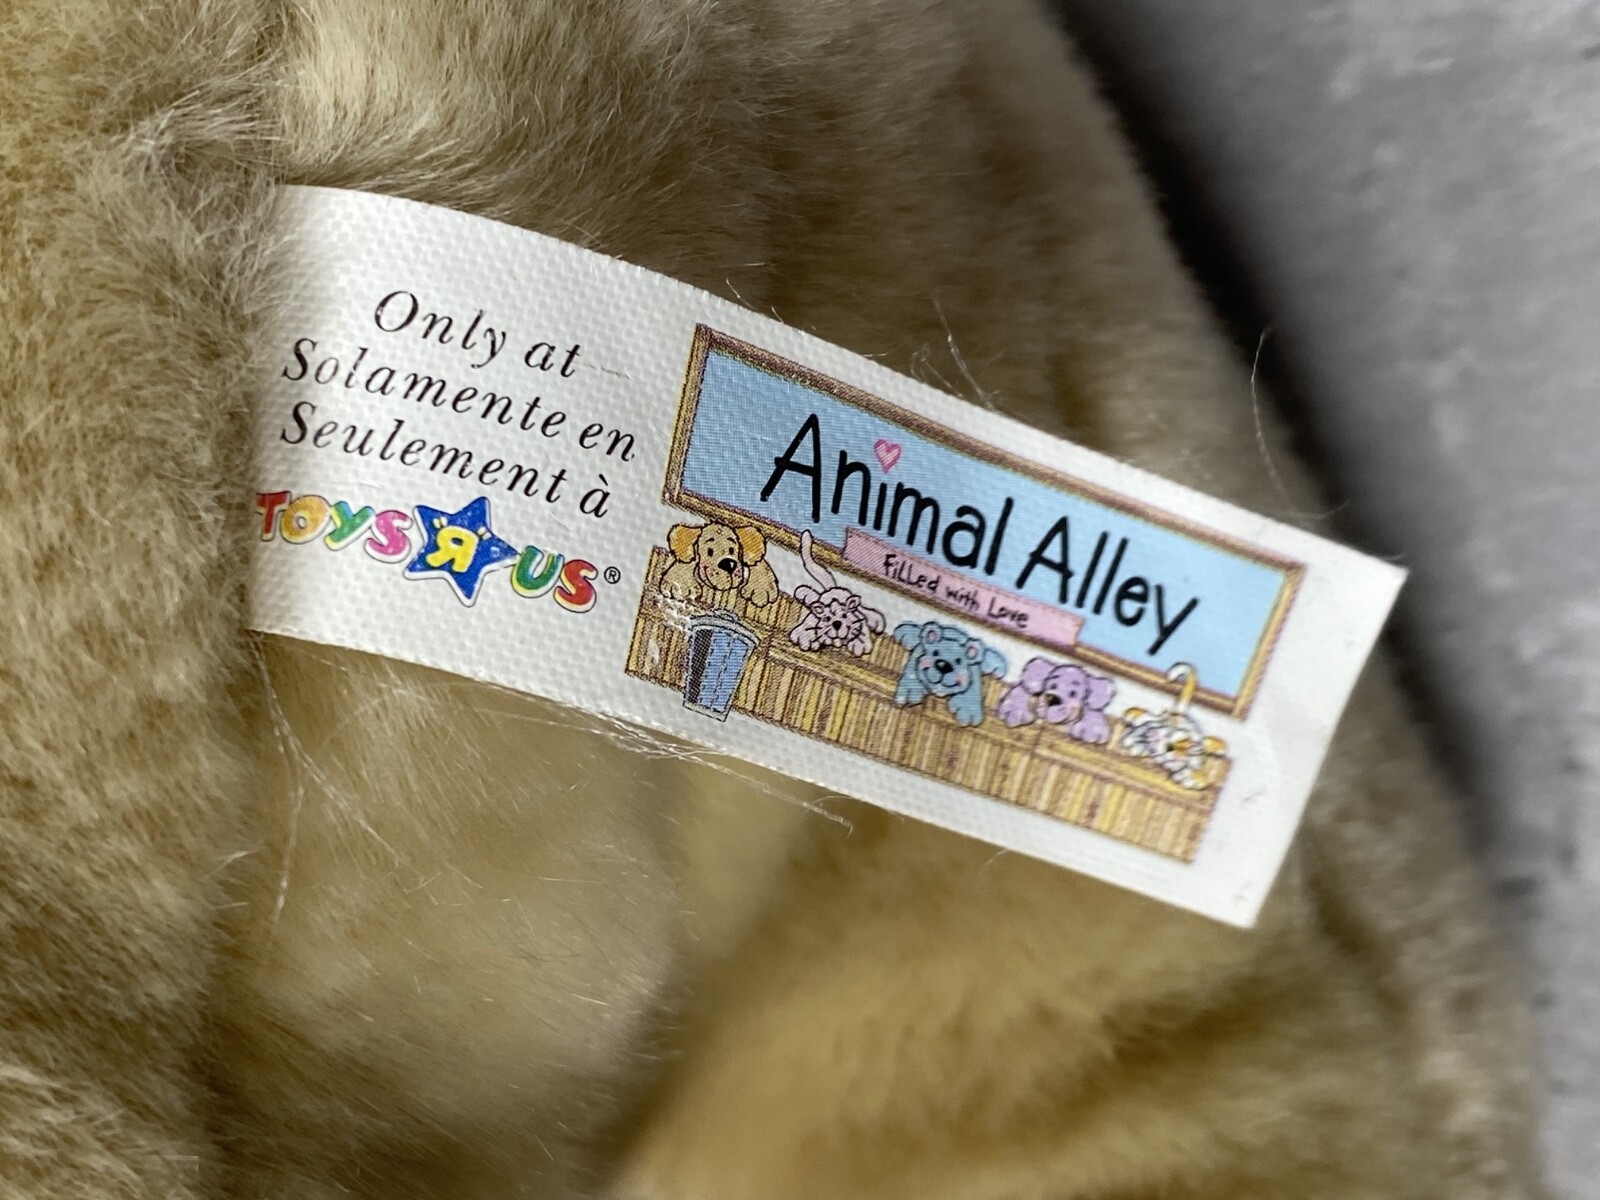 Only at
Solamente en
Seulement à
TOYS "R" US®
Animal Alley
Filled with Love